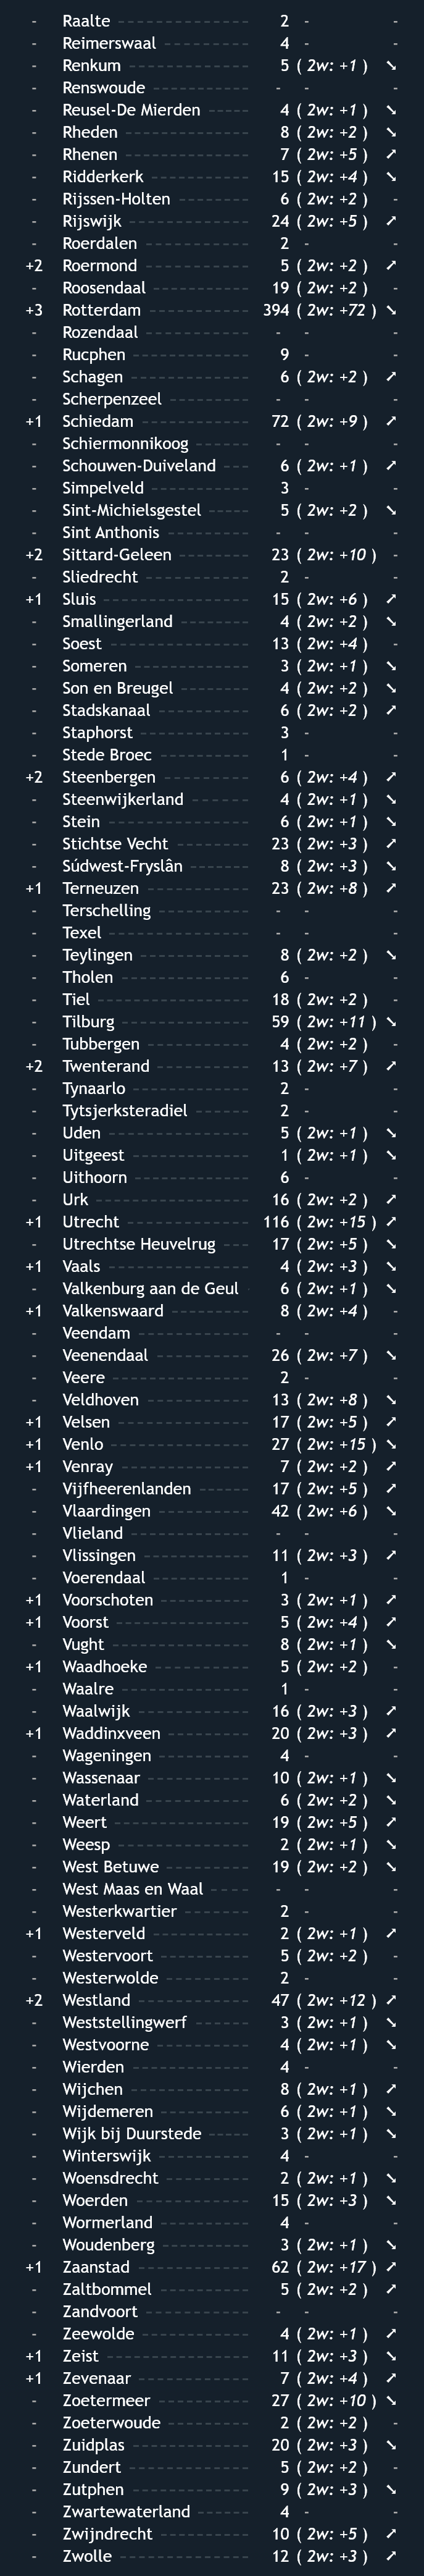 - Raalte 2 - -
- Reimerswaal 4 - -
- Renkum 5 ( 2w: +1 ) ➘
- Renswoude - - -
- Reusel-De Mierden 4 ( 2w: +1 ) ➘
- Rheden 8 ( 2w: +2 ) ➘
- Rhenen 7 ( 2w: +5 ) ➚
- Ridderkerk 15 ( 2w: +4 ) ➘
- Rijssen-Holten 6 ( 2w: +2 ) -
- Rijswijk 24 ( 2w: +5 ) ➚
- Roerdalen 2 - -
+2 Roermond 5 ( 2w: +2 ) ➚
- Roosendaal 19 ( 2w: +2 ) -
+3 Rotterdam 394 ( 2w: +72 ) ➘
- Rozendaal - - -
- Rucphen 9 - -
- Schagen 6 ( 2w: +2 ) ➚
- Scherpenzeel - - -
+1 Schiedam 72 ( 2w: +9 ) ➚
- Schiermonnikoog - - -
- Schouwen-Duiveland 6 ( 2w: +1 ) ➚
- Simpelveld 3 - -
- Sint-Michielsgestel 5 ( 2w: +2 ) ➘
- Sint Anthonis - - -
+2 Sittard-Geleen 23 ( 2w: +10 ) -
- Sliedrecht 2 - -
+1 Sluis 15 ( 2w: +6 ) ➚
- Smallingerland 4 ( 2w: +2 ) ➘
- Soest 13 ( 2w: +4 ) -
- Someren 3 ( 2w: +1 ) ➘
- Son en Breugel 4 ( 2w: +2 ) ➘
- Stadskanaal 6 ( 2w: +2 ) ➚
- Staphorst 3 - -
- Stede Broec 1 - -
+2 Steenbergen 6 ( 2w: +4 ) ➚
- Steenwijkerland 4 ( 2w: +1 ) ➘
- Stein 6 ( 2w: +1 ) ➘
- Stichtse Vecht 23 ( 2w: +3 ) ➚
- Súdwest-Fryslân 8 ( 2w: +3 ) ➘
+1 Terneuzen 23 ( 2w: +8 ) ➚
- Terschelling - - -
- Texel - - -
- Teylingen 8 ( 2w: +2 ) ➘
- Tholen 6 - -
- Tiel 18 ( 2w: +2 ) -
- Tilburg 59 ( 2w: +11 ) ➘
- Tubbergen 4 ( 2w: +2 ) -
+2 Twenterand 13 ( 2w: +7 ) ➚
- Tynaarlo 2 - -
- Tytsjerksteradiel 2 - -
- Uden 5 ( 2w: +1 ) ➘
- Uitgeest 1 ( 2w: +1 ) ➘
- Uithoorn 6 - -
- Urk 16 ( 2w: +2 ) ➚
+1 Utrecht 116 ( 2w: +15 ) ➚
- Utrechtse Heuvelrug 17 ( 2w: +5 ) ➘
+1 Vaals 4 ( 2w: +3 ) ➘
- Valkenburg aan de Geul 6 ( 2w: +1 ) ➘
+1 Valkenswaard 8 ( 2w: +4 ) -
- Veendam - - -
- Veenendaal 26 ( 2w: +7 ) ➘
- Veere 2 - -
- Veldhoven 13 ( 2w: +8 ) ➘
+1 Velsen 17 ( 2w: +5 ) ➚
+1 Venlo 27 ( 2w: +15 ) ➘
+1 Venray 7 ( 2w: +2 ) ➚
- Vijfheerenlanden 17 ( 2w: +5 ) ➚
- Vlaardingen 42 ( 2w: +6 ) ➘
- Vlieland - - -
- Vlissingen 11 ( 2w: +3 ) ➚
- Voerendaal 1 - -
+1 Voorschoten 3 ( 2w: +1 ) ➚
+1 Voorst 5 ( 2w: +4 ) ➚
- Vught 8 ( 2w: +1 ) ➘
+1 Waadhoeke 5 ( 2w: +2 ) -
- Waalre 1 - -
- Waalwijk 16 ( 2w: +3 ) ➚
+1 Waddinxveen 20 ( 2w: +3 ) ➚
- Wageningen 4 - -
- Wassenaar 10 ( 2w: +1 ) ➘
- Waterland 6 ( 2w: +2 ) ➘
- Weert 19 ( 2w: +5 ) ➚
- Weesp 2 ( 2w: +1 ) ➘
- West Betuwe 19 ( 2w: +2 ) ➘
- West Maas en Waal - - -
- Westerkwartier 2 - -
+1 Westerveld 2 ( 2w: +1 ) ➚
- Westervoort 5 ( 2w: +2 ) -
- Westerwolde 2 - -
+2 Westland 47 ( 2w: +12 ) ➚
- Weststellingwerf 3 ( 2w: +1 ) ➘
- Westvoorne 4 ( 2w: +1 ) ➘
- Wierden 4 - -
- Wijchen 8 ( 2w: +1 ) ➚
- Wijdemeren 6 ( 2w: +1 ) ➘
- Wijk bij Duurstede 3 ( 2w: +1 ) ➘
- Winterswijk 4 - -
- Woensdrecht 2 ( 2w: +1 ) ➘
- Woerden 15 ( 2w: +3 ) ➘
- Wormerland 4 - -
- Woudenberg 3 ( 2w: +1 ) ➘
+1 Zaanstad 62 ( 2w: +17 ) ➚
- Zaltbommel 5 ( 2w: +2 ) ➚
- Zandvoort - - -
- Zeewolde 4 ( 2w: +1 ) ➚
+1 Zeist 11 ( 2w: +3 ) ➘
+1 Zevenaar 7 ( 2w: +4 ) ➚
- Zoetermeer 27 ( 2w: +10 ) ➘
- Zoeterwoude 2 ( 2w: +2 ) -
- Zuidplas 20 ( 2w: +3 ) ➘
- Zundert 5 ( 2w: +2 ) -
- Zutphen 9 ( 2w: +3 ) ➘
- Zwartewaterland 4 - -
- Zwijndrecht 10 ( 2w: +5 ) ➚
- Zwolle 12 ( 2w: +3 ) ➚